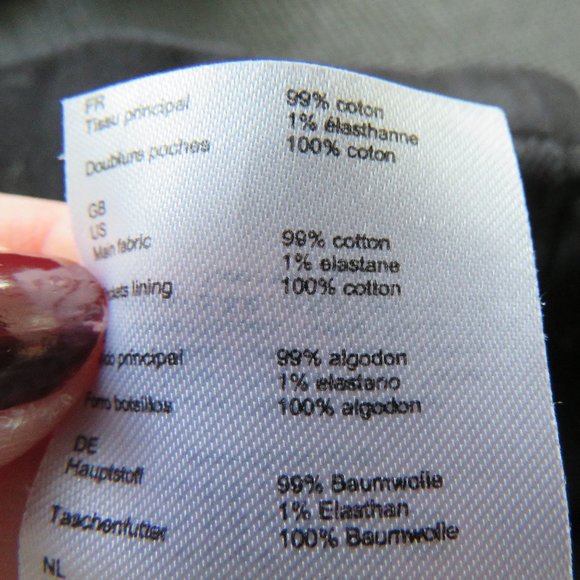 FR
Tissu principal 99% coton
1% élasthanne
Doublure poches 100% coton
GB
US
Main fabric 99% cotton
1% elastane
lining 100% cotton
principal 99% algodon
1% elastano
Forro bolsillos 100% algodon
DE
Hauptstoff 99% Baumwolle
1% Elasthan
Taschenfutter 100% Baumwolle
NL